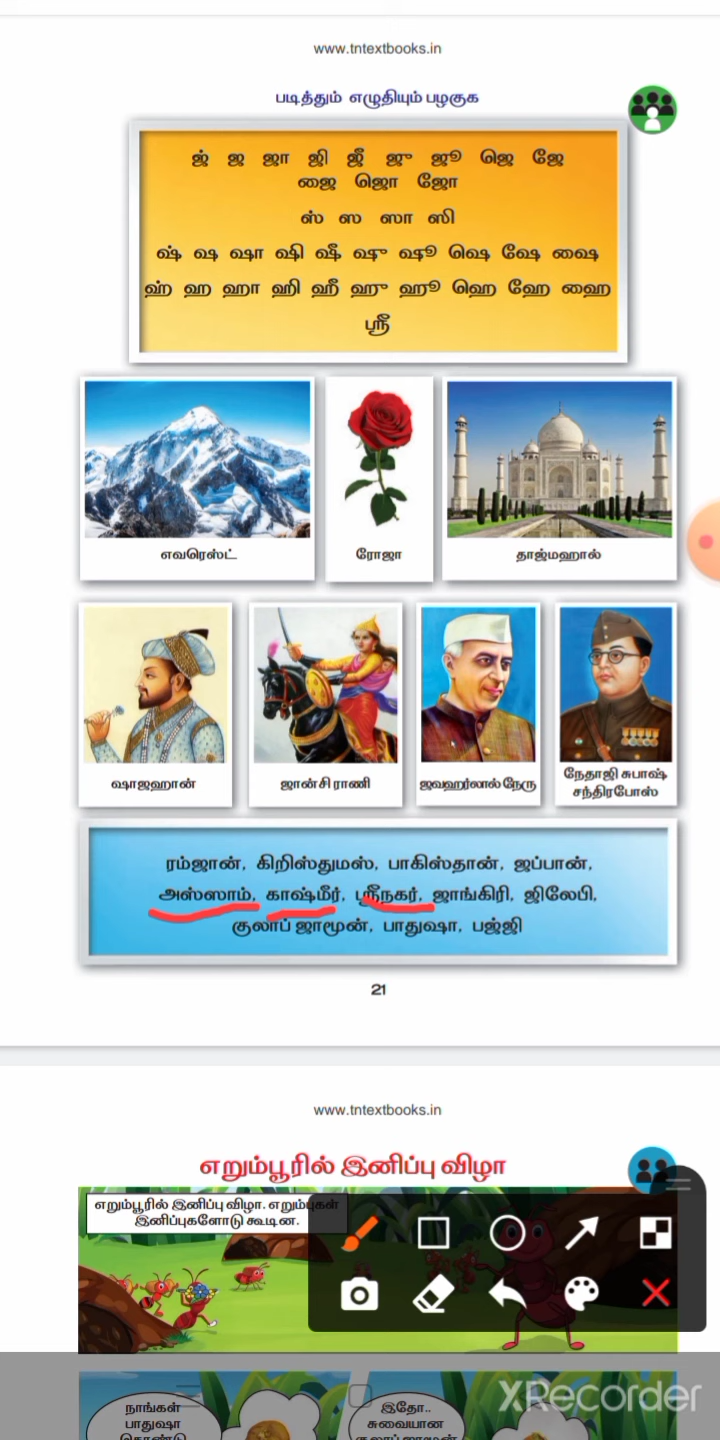 www.tntextbooks.in
படித்தும் எழுதியும் பழகுக
ஜ் ஜ ஜா ஜி ஜீ ஜு ஜூ ஜெ ஜே
ஜை ஜொ ஜோ
ஸ் ஸ ஸா ஸி
ஷ் ஷ ஷா ஷி ஷீ ஷு ஷூ ஷெ ஷே ஷை
ஹ் ஹ ஹா ஹி ஹீ ஹு ஹூ ஹெ ஹே ஹை
ஸ்ரீ
எவரெஸ்ட்
ரோஜா
தாஜ்மஹால்
ஷாஜஹான்
ஜான்சி ராணி
ஜவஹர்லால் நேரு
நேதாஜி சுபாஷ்
சந்திரபோஸ்
ரம்ஜான், கிறிஸ்துமஸ், பாகிஸ்தான், ஜப்பான்,
அஸ்ஸாம், காஷ்மீர், ஸ்ரீநகர், ஜாங்கிரி, ஜிலேபி,
குலாப் ஜாமூன், பாதுஷா, பஜ்ஜி
21
www.tntextbooks.in
எறும்பூரில் இனிப்பு விழா
எறும்பூரில் இனிப்பு விழா. எறும்புகள்
இனிப்புகளோடு கூடின.
நாங்கள்
பாதுஷா
இதோ..
சுவையான
XRecorder